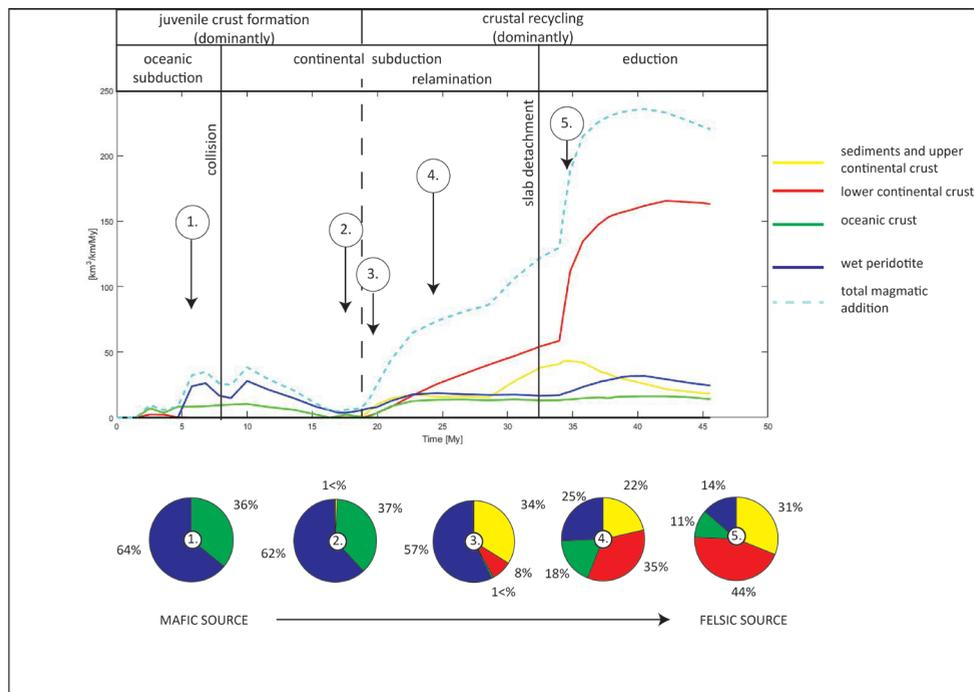 juvenile crust formation
(dominantly)
crustal recycling
(dominantly)
oceanic
subduction
continental subduction
relamination
eduction
250
200
150
100
50
0
[km³/km/My]
0 5 10 15 20 25 30 35 40 45 50
Time [My]
collision
slab detachment
1.
2.
3.
4.
5.
sediments and upper
continental crust
lower continental crust
oceanic crust
wet peridotite
total magmatic
addition
1.
36%
64%
2.
1<%
37%
62%
3.
34%
8%
1<%
57%
4.
22%
35%
18%
25%
5.
31%
44%
11%
14%
MAFIC SOURCE
FELSIC SOURCE